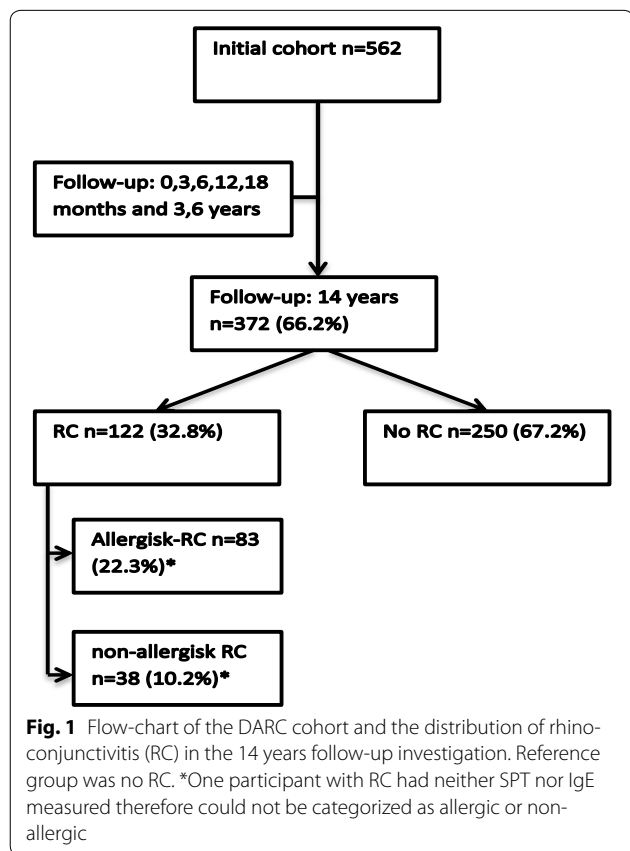 Initial cohort n=562
Follow-up: 0,3,6,12,18
months and 3,6 years
Follow-up: 14 years
n=372 (66.2%)
RC n=122 (32.8%)
No RC n=250 (67.2%)
Allergisk-RC n=83
(22.3%)*
non-allergisk RC
n=38 (10.2%)*
Fig. 1 Flow-chart of the DARC cohort and the distribution of rhino-
conjunctivitis (RC) in the 14 years follow-up investigation. Reference
group was no RC. *One participant with RC had neither SPT nor IgE
measured therefore could not be categorized as allergic or non-
allergic